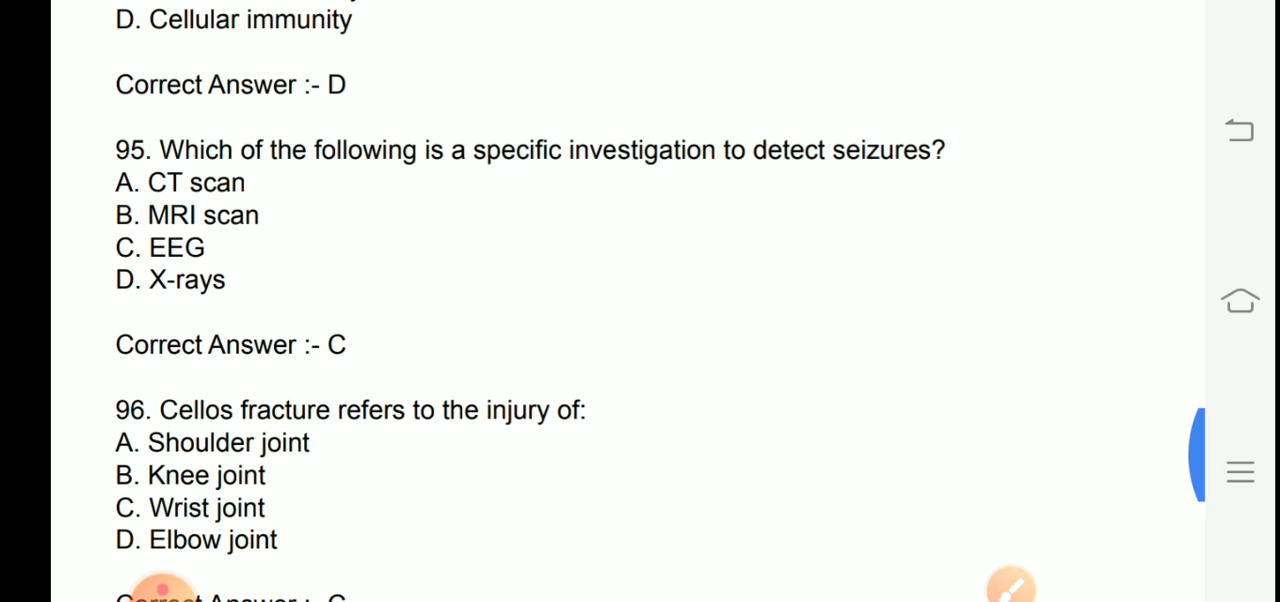 D. Cellular immunity
Correct Answer :- D
95. Which of the following is a specific investigation to detect seizures?
A. CT scan
B. MRI scan
C. EEG
D. X-rays
Correct Answer :- C
96. Cellos fracture refers to the injury of:
A. Shoulder joint
B. Knee joint
C. Wrist joint
D. Elbow joint